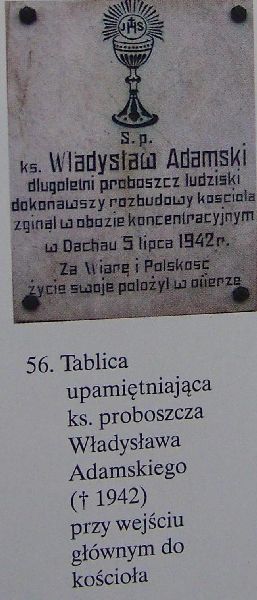 JHS
Ś. p.
ks. Władysław Adamski
długoletni proboszcz ludziski
dokonawszy rozbudowy kościoła
zginął w obozie koncentracyjnym
w Dachau 5 lipca 1942 r.
Za Wiarę i Polskość
życie swoje położył w ofierze
56. Tablica
upamiętniająca
ks. proboszcza
Władysława
Adamskiego
(† 1942)
przy wejściu
głównym do
kościoła